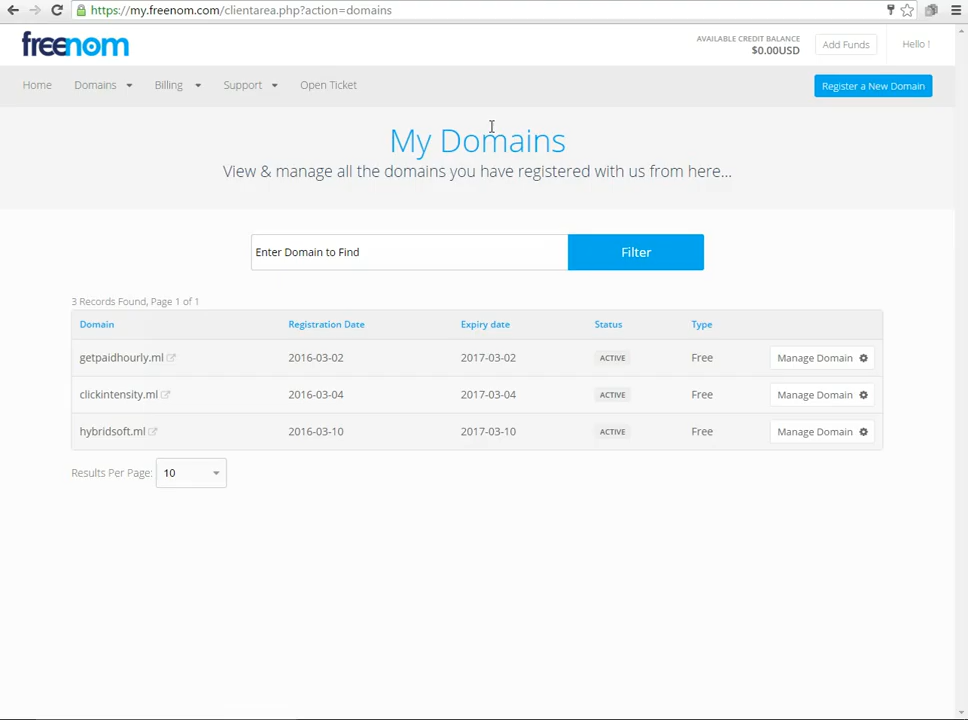 https://my.freenom.com/clientarea.php?action=domains
freenom
AVAILABLE CREDIT BALANCE
$0.00USD
Add Funds
Hello !
Home Domains Billing Support Open Ticket
Register a New Domain
My Domains
View & manage all the domains you have registered with us from here...
Enter Domain to Find
Filter
3 Records Found, Page 1 of 1
Domain Registration Date Expiry date Status Type
getpaidhourly.ml 2016-03-02 2017-03-02 ACTIVE Free Manage Domain
clickintensity.ml 2016-03-04 2017-03-04 ACTIVE Free Manage Domain
hybridsoft.ml 2016-03-10 2017-03-10 ACTIVE Free Manage Domain
Results Per Page: 10